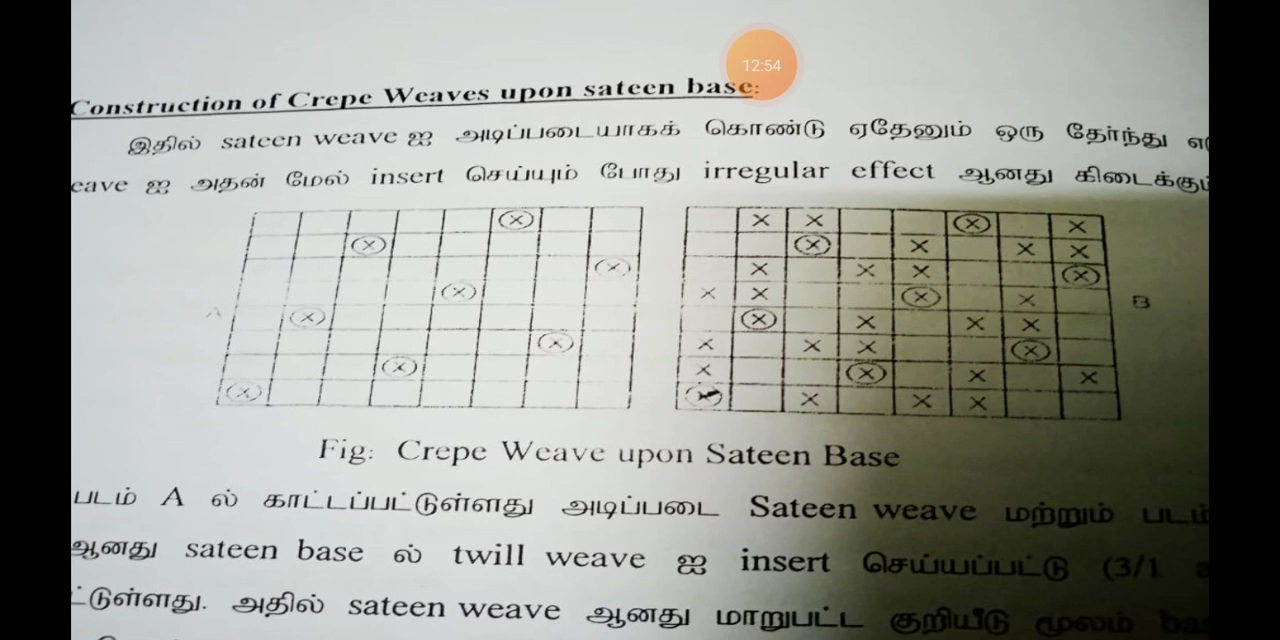 12:54
Construction of Crepe Weaves upon sateen base:
இதில் sateen weave ஐ அடிப்படையாகக் கொண்டு ஏதேனும் ஒரு தேர்ந்து
eave ஐ அதன் மேல் insert செய்யும் போது irregular effect ஆனது கிடைக்கும்
A
B
Fig: Crepe Weave upon Sateen Base
படம் A ல் காட்டப்பட்டுள்ளது அடிப்படை Sateen weave மற்றும் படம்
ஆனது sateen base ல் twill weave ஐ insert செய்யப்பட்டு (3/1
ட்டுள்ளது. அதில் sateen weave ஆனது மாறுபட்ட குறியீடு மூலம்